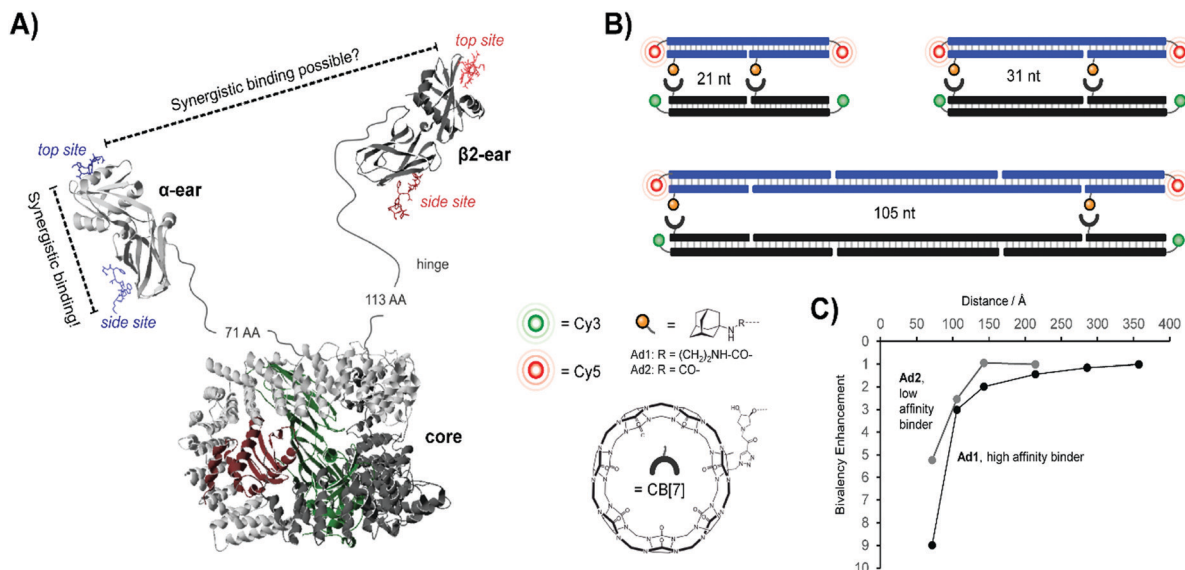 A)
Synergistic binding possible?
top site
top site
β2-ear
α-ear
side site
Synergistic binding!
side site
hinge
71 AA
113 AA
core
B)
21 nt
31 nt
105 nt
= Cy3
= Cy5
=
N
H
R
Ad1: R = (CH2)2NH-CO-
Ad2: R = CO-
= CB[7]
C)
Distance / Å
0 50 100 150 200 250 300 350 400
0
1
2
3
4
5
6
7
8
9
10
Bivalency Enhancement
Ad2,
low
affinity
binder
Ad1, high affinity binder